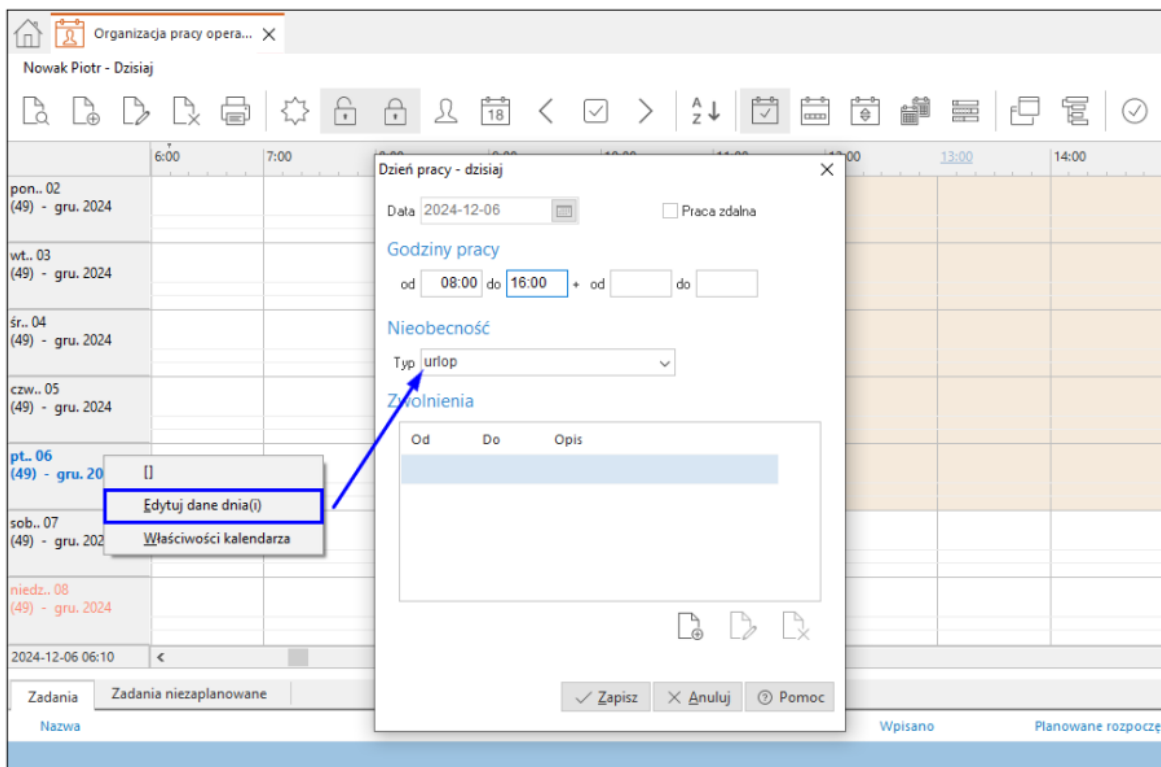 Organizacja pracy opera...
Nowak Piotr - Dzisiaj
18
6:00 7:00 14:00
13:00
Dzień pracy - dzisiaj
Data 2024-12-06 Praca zdalna
Godziny pracy
od 08:00 do 16:00 + od do
Nieobecność
Typ urlop
Zwolnienia
Od Do Opis
Zapisz Anuluj Pomoc
pon.. 02
(49) - gru. 2024
wt.. 03
(49) - gru. 2024
śr.. 04
(49) - gru. 2024
czw.. 05
(49) - gru. 2024
pt.. 06
(49) - gru. 20
[]
Edytuj dane dnia(i)
Właściwości kalendarza
sob.. 07
(49) - gru. 202
niedz.. 08
(49) - gru. 2024
2024-12-06 06:10
Zadania Zadania niezaplanowane
Nazwa Wpisano Planowane rozpoczę